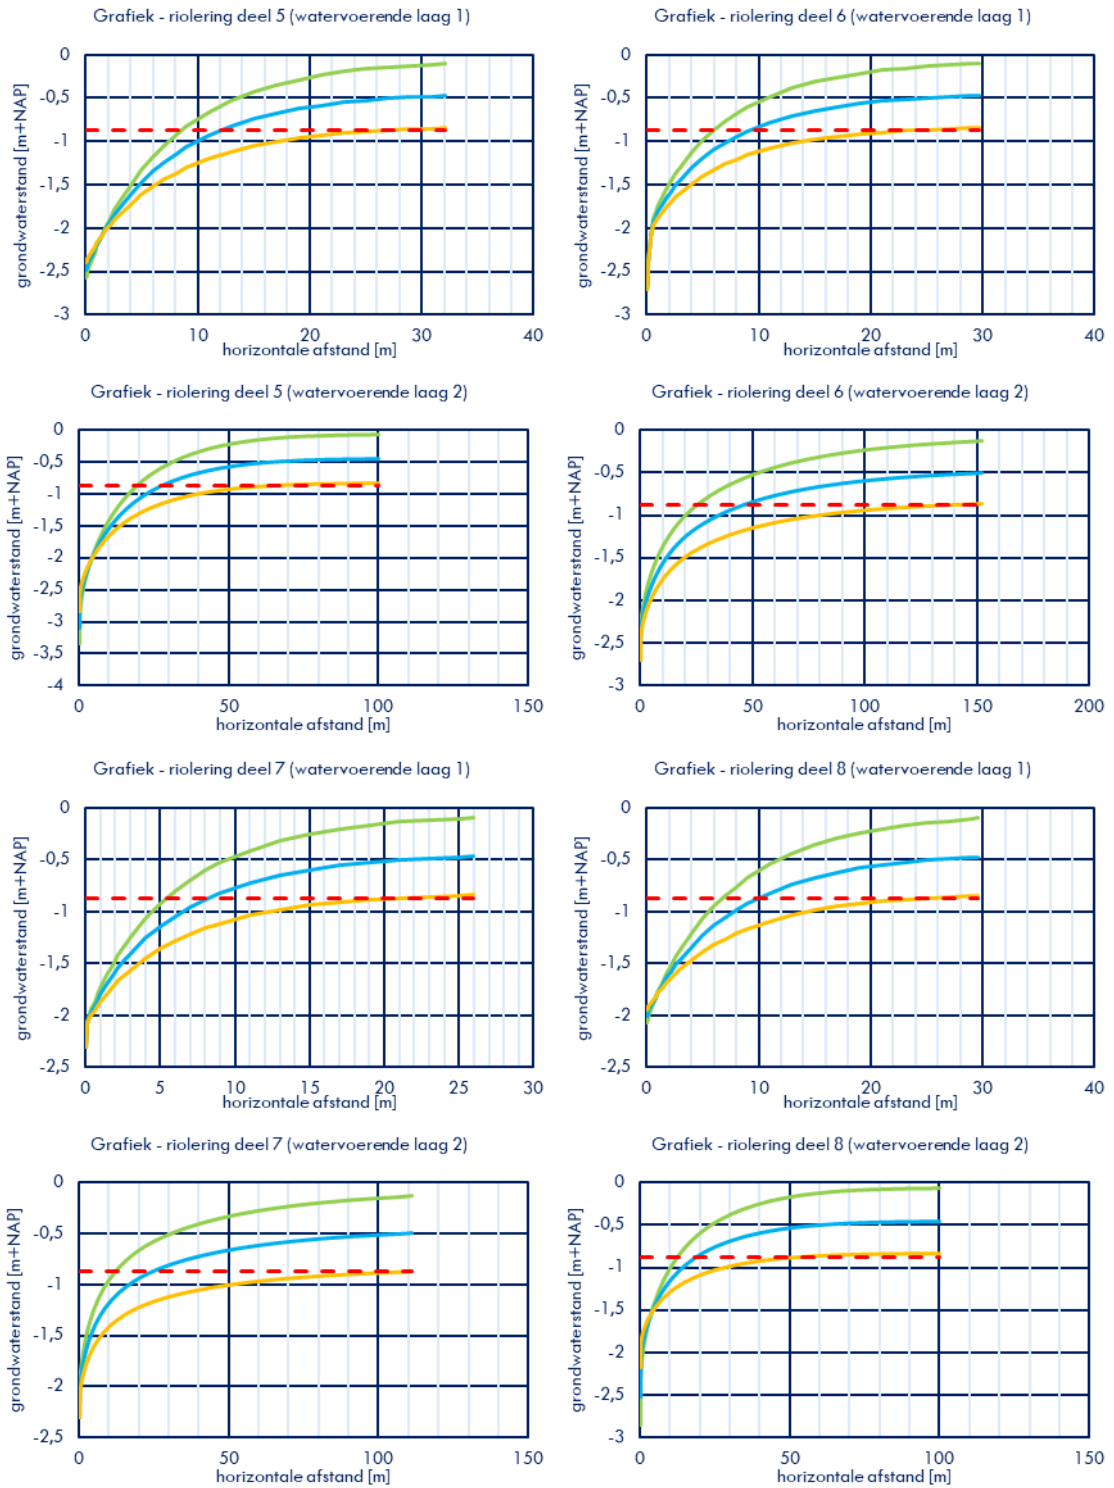 Grafiek - riolering deel 5 (watervoerende laag 1)
grondwaterstand [m+NAP]
0
-0,5
-1
-1,5
-2
-2,5
-3
0 10 20 30 40
horizontale afstand [m]
Grafiek - riolering deel 6 (watervoerende laag 1)
grondwaterstand [m+NAP]
0
-0,5
-1
-1,5
-2
-2,5
-3
0 10 20 30 40
horizontale afstand [m]
Grafiek - riolering deel 5 (watervoerende laag 2)
grondwaterstand [m+NAP]
0
-0,5
-1
-1,5
-2
-2,5
-3
-3,5
-4
0 50 100 150
horizontale afstand [m]
Grafiek - riolering deel 6 (watervoerende laag 2)
grondwaterstand [m+NAP]
0
-0,5
-1
-1,5
-2
-2,5
-3
0 50 100 150 200
horizontale afstand [m]
Grafiek - riolering deel 7 (watervoerende laag 1)
grondwaterstand [m+NAP]
0
-0,5
-1
-1,5
-2
-2,5
0 5 10 15 20 25 30
horizontale afstand [m]
Grafiek - riolering deel 8 (watervoerende laag 1)
grondwaterstand [m+NAP]
0
-0,5
-1
-1,5
-2
-2,5
0 10 20 30 40
horizontale afstand [m]
Grafiek - riolering deel 7 (watervoerende laag 2)
grondwaterstand [m+NAP]
0
-0,5
-1
-1,5
-2
-2,5
0 50 100 150
horizontale afstand [m]
Grafiek - riolering deel 8 (watervoerende laag 2)
grondwaterstand [m+NAP]
0
-0,5
-1
-1,5
-2
-2,5
-3
0 50 100 150
horizontale afstand [m]